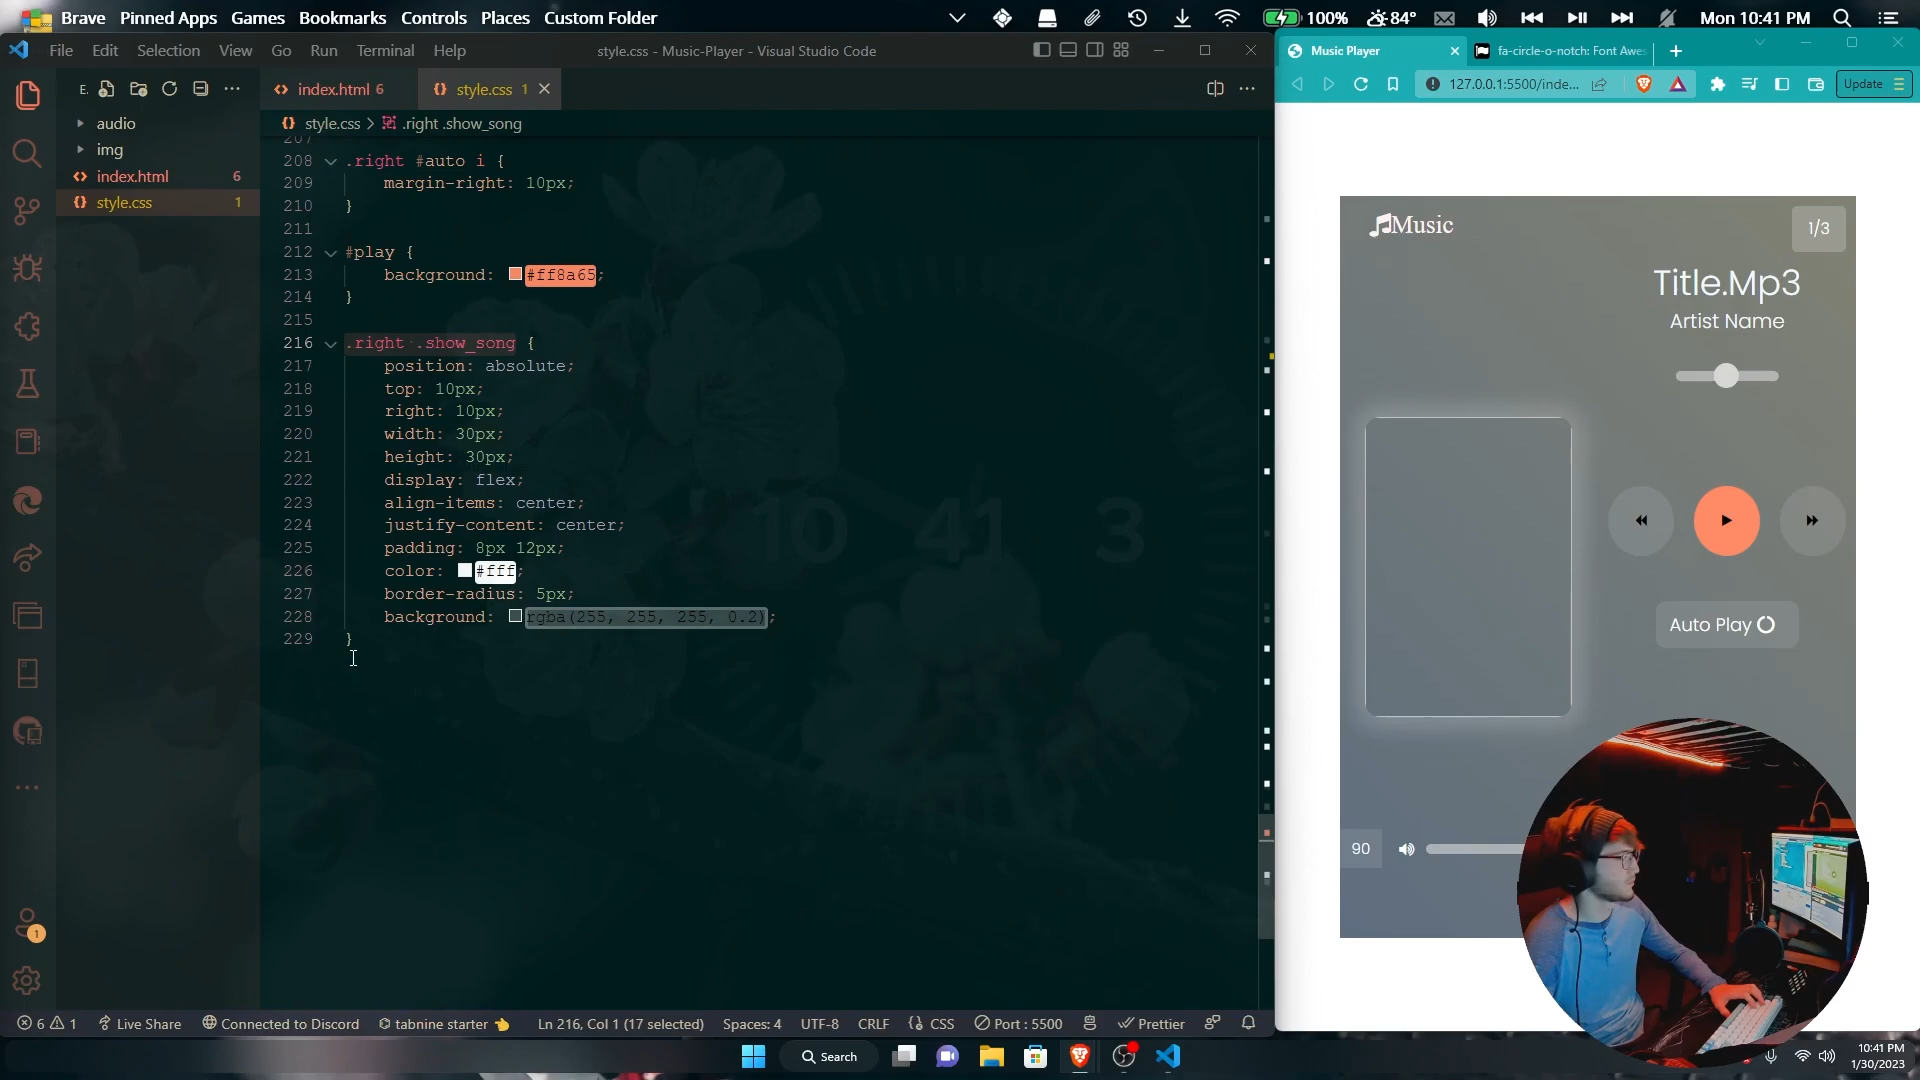 Brave Pinned Apps Games Bookmarks Controls Places Custom Folder
100% 84° Mon 10:41 PM
File Edit Selection View Go Run Terminal Help
style.css - Music-Player - Visual Studio Code
E.
audio
img
index.html 6
style.css 1
index.html 6
style.css 1
style.css > .right .show_song
207
208 .right #auto i {
209 margin-right: 10px;
210 }
211
212 #play {
213 background: #ff8a65;
214 }
215
216 .right .show_song {
217 position: absolute;
218 top: 10px;
219 right: 10px;
220 width: 30px;
221 height: 30px;
222 display: flex;
223 align-items: center;
224 justify-content: center;
225 padding: 8px 12px;
226 color: #fff;
227 border-radius: 5px;
228 background: rgba(255, 255, 255, 0.2);
229 }
10 41 3
1
6 1 Live Share Connected to Discord tabnine starter Ln 216, Col 1 (17 selected) Spaces: 4 UTF-8 CRLF CSS Port : 5500 Prettier
Music Player
fa-circle-o-notch: Font Awes
127.0.0.1:5500/inde...
Update
Music
1/3
Title.Mp3
Artist Name
Auto Play
90
Search
10:41 PM
1/30/2023